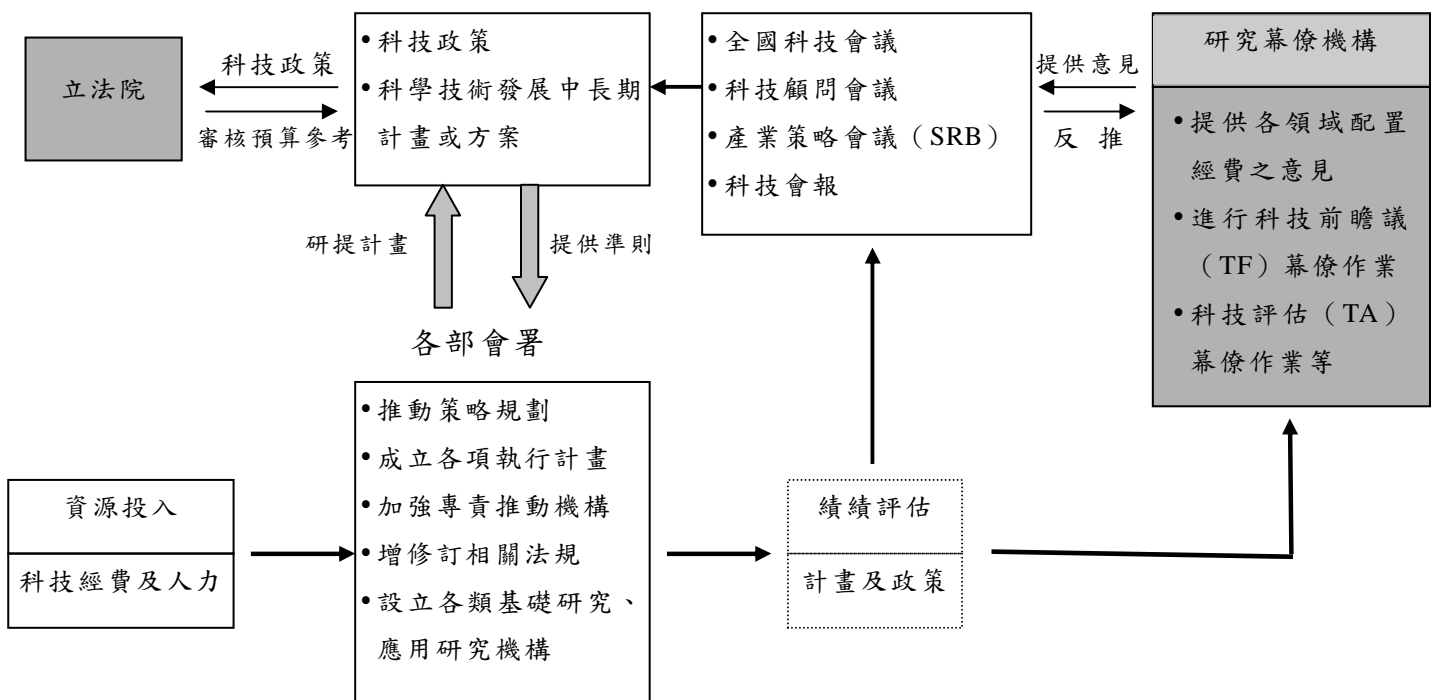 立法院
科技政策
審核預算參考
•科技政策
•科學技術發展中長期
計畫或方案
•全國科技會議
•科技顧問會議
•產業策略會議（SRB）
•科技會報
提供意見
反 推
研究幕僚機構
•提供各領域配置
經費之意見
•進行科技前瞻議
（TF）幕僚作業
•科技評估（TA）
幕僚作業等
研提計畫
提供準則
各部會署
資源投入
科技經費及人力
•推動策略規劃
•成立各項執行計畫
•加強專責推動機構
•增修訂相關法規
•設立各類基礎研究、
應用研究機構
績績評估
計畫及政策